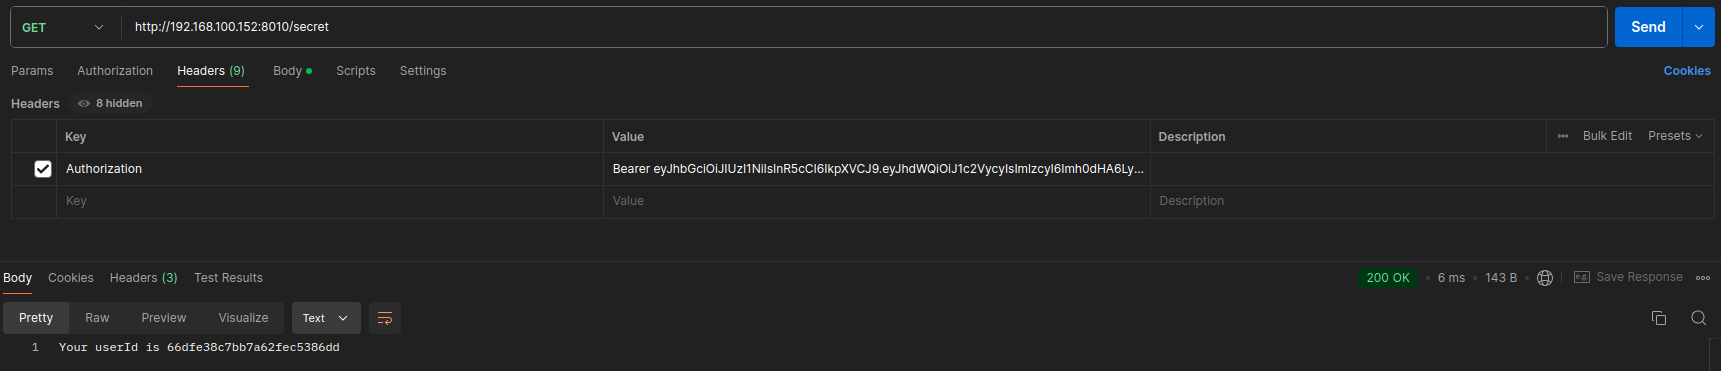 GET http://192.168.100.152:8010/secret Send
Params Authorization Headers (9) Body Scripts Settings Cookies
Headers 8 hidden
Key Value Description Bulk Edit Presets
Authorization Bearer eyJhbGciOiJIUzI1NiIsInR5cCI6IkpXVCJ9.eyJhdWQiOiJ1c2VycyIsImlzcyI6Imh0dHA6Ly...
Key Value Description
Body Cookies Headers (3) Test Results 200 OK 6 ms 143 B e.g. Save Response
Pretty Raw Preview Visualize Text
1 Your userId is 66dfe38c7bb7a62fec5386dd